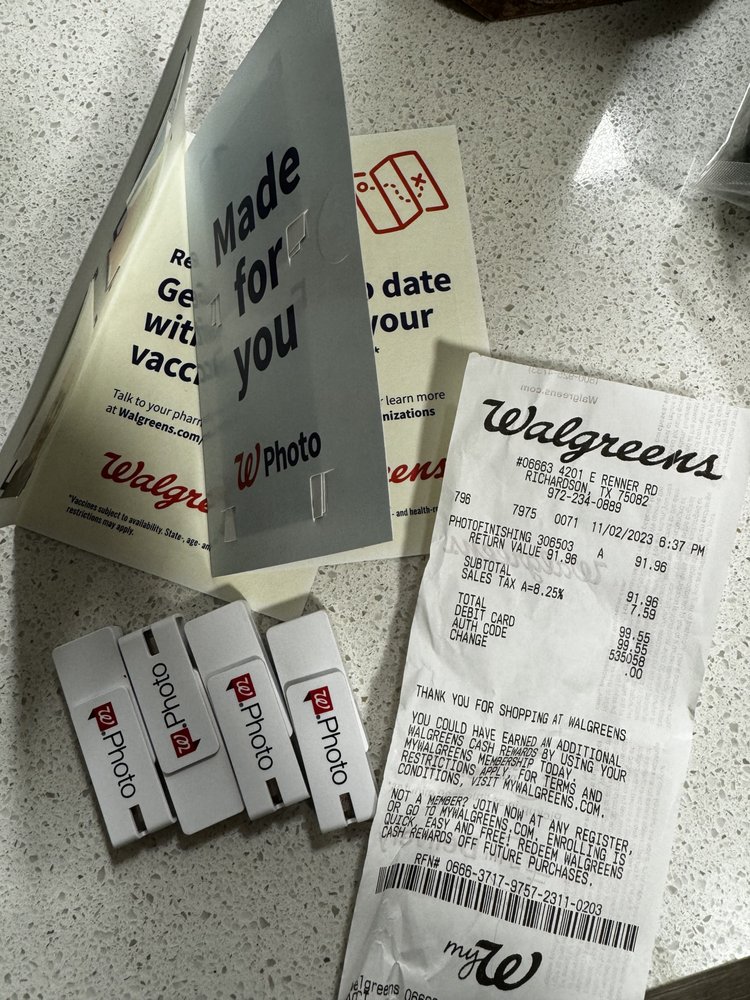 Made
for
you
W Photo
Re
Ge
wit
vacc
Talk to your pharm
at Walgreens.com/
Walgre
*Vaccines subject to availability. State-, age- an
restrictions may apply.
o date
your
*
r learn more
nizations
eens
- and health-r
W.Photo
W.Photo
W.Photo
W.Photo
Walgreens.com
Walgreens
#06663 4201 E RENNER RD
RICHARDSON, TX 75082
972-234-0889
796 7975 0071 11/02/2023 6:37 PM
PHOTOFINISHING 306503 A 91.96
RETURN VALUE 91.96
SUBTOTAL 91.96
SALES TAX A=8.25% 7.59
TOTAL 99.55
DEBIT CARD 99.55
AUTH CODE 535058
CHANGE .00
THANK YOU FOR SHOPPING AT WALGREENS
YOU COULD HAVE EARNED AN ADDITIONAL
WALGREENS CASH REWARDS BY USING YOUR
MYWALGREENS MEMBERSHIP TODAY.
RESTRICTIONS APPLY. FOR TERMS AND
CONDITIONS, VISIT MYWALGREENS.COM.
NOT A MEMBER? JOIN NOW AT ANY REGISTER,
OR GO TO MYWALGREENS.COM. ENROLLING IS
QUICK, EASY AND FREE! REDEEM WALGREENS
CASH REWARDS OFF FUTURE PURCHASES.
RFN# 0666-3717-9757-2311-0203
myW
algreens